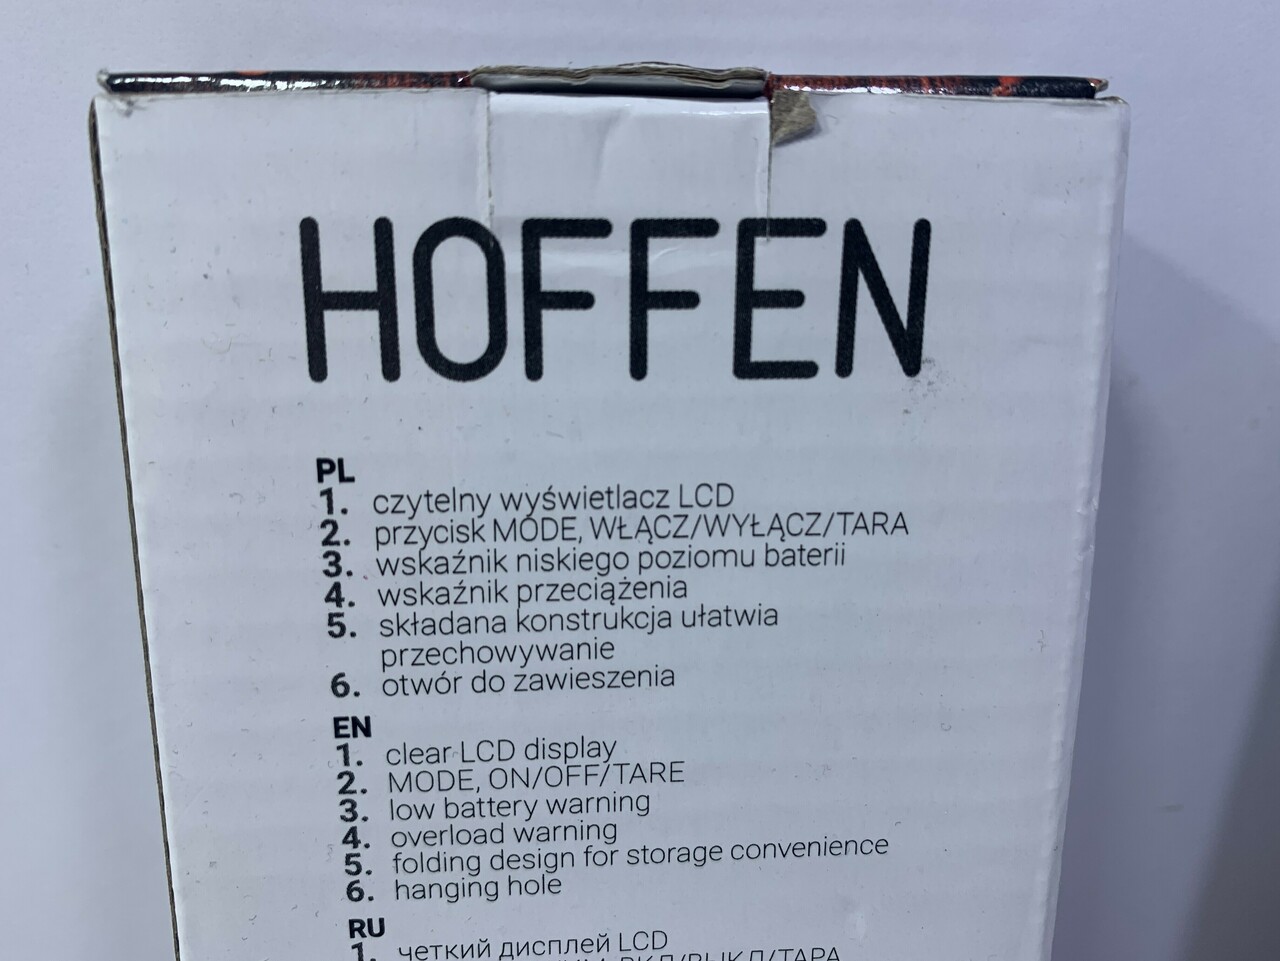 HOFFEN
PL
1. czytelny wyświetlacz LCD
2. przycisk MODE, WŁĄCZ/WYŁĄCZ/TARA
3. wskaźnik niskiego poziomu baterii
4. wskaźnik przeciążenia
5. składana konstrukcja ułatwia
przechowywanie
6. otwór do zawieszenia
EN
1. clear LCD display
2. MODE, ON/OFF/TARE
3. low battery warning
4. overload warning
5. folding design for storage convenience
6. hanging hole
RU
1. четкий дисплей LCD
ВКЛ/ВЫКЛ/ТАРА